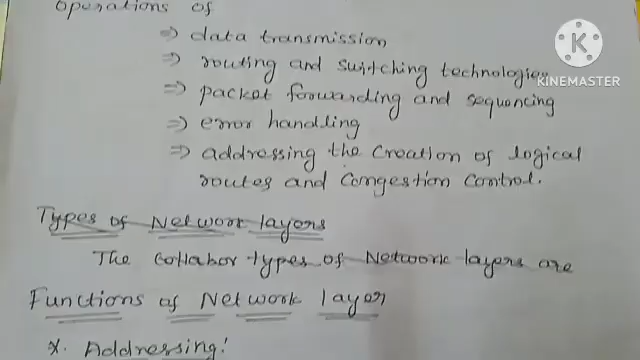 operations of
⇒ data transmission
⇒ routing and switching technologies
⇒ packet forwarding and sequencing
⇒ error handling
⇒ addressing the creation of logical
routes and congestion control.
Types of Network layers
The collabor types of Network layers are
Functions of Network layer
x. Addressing:
KINEMASTER